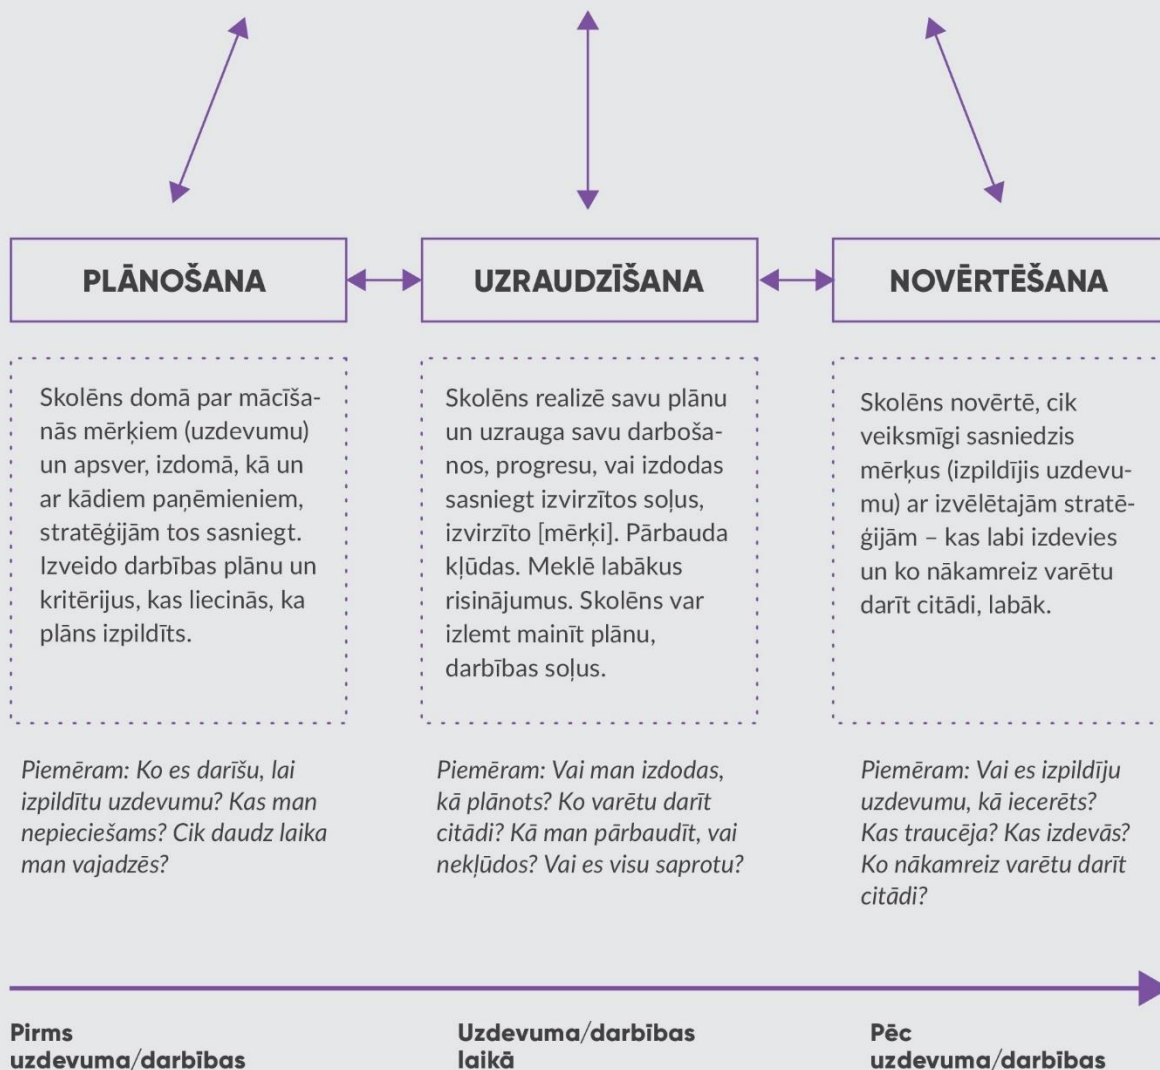 PLĀNOŠANA
UZRAUDZĪŠANA
NOVĒRTĒŠANA
Skolēns domā par mācīša-
nās mērķiem (uzdevumu)
un apsver, izdomā, kā un
ar kādiem paņēmieniem,
stratēģijām tos sasniegt.
Izveido darbības plānu un
kritērijus, kas liecinās, ka
plāns izpildīts.
Skolēns realizē savu plānu
un uzrauga savu darboša-
nos, progresu, vai izdodas
sasniegt izvirzītos soļus,
izvirzīto [mērķi]. Pārbauda
kļūdas. Meklē labākus
risinājumus. Skolēns var
izlemt mainīt plānu,
darbības soļus.
Skolēns novērtē, cik
veiksmīgi sasniedzis
mērķus (izpildījis uzdevu-
mu) ar izvēlētajām stratē-
ģijām – kas labi izdevies
un ko nākamreiz varētu
darīt citādi, labāk.
Piemēram: Ko es darīšu, lai
izpildītu uzdevumu? Kas man
nepieciešams? Cik daudz laika
man vajadzēs?
Piemēram: Vai man izdodas,
kā plānots? Ko varētu darīt
citādi? Kā man pārbaudīt, vai
nekļūdos? Vai es visu saprotu?
Piemēram: Vai es izpildīju
uzdevumu, kā iecerēts?
Kas traucēja? Kas izdevās?
Ko nākamreiz varētu darīt
citādi?
Pirms
uzdevuma/darbības
Uzdevuma/darbības
laikā
Pēc
uzdevuma/darbības